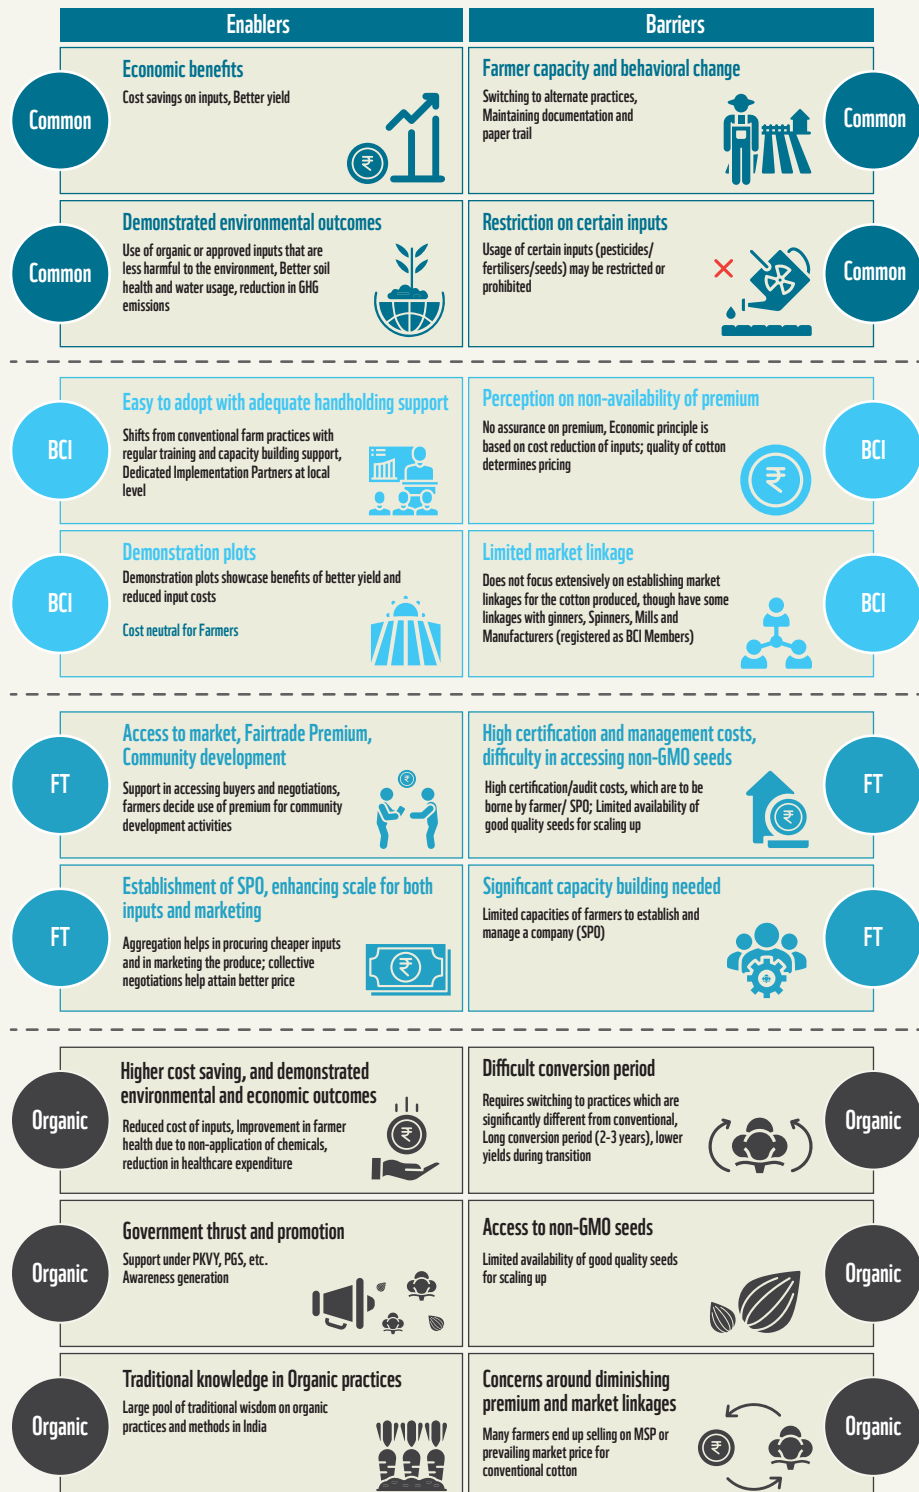 Enablers
Barriers
Common
Economic benefits
Cost savings on inputs, Better yield
Farmer capacity and behavioral change
Switching to alternate practices,
Maintaining documentation and
paper trail
Common
Common
Demonstrated environmental outcomes
Use of organic or approved inputs that are
less harmful to the environment, Better soil
health and water usage, reduction in GHG
emissions
Restriction on certain inputs
Usage of certain inputs (pesticides/
fertilisers/seeds) may be restricted or
prohibited
Common
BCI
Easy to adopt with adequate handholding support
Shifts from conventional farm practices with
regular training and capacity building support,
Dedicated Implementation Partners at local
level
Perception on non-availability of premium
No assurance on premium, Economic principle is
based on cost reduction of inputs; quality of cotton
determines pricing
BCI
BCI
Demonstration plots
Demonstration plots showcase benefits of better yield and
reduced input costs
Cost neutral for Farmers
Limited market linkage
Does not focus extensively on establishing market
linkages for the cotton produced, though have some
linkages with ginners, Spinners, Mills and
Manufacturers (registered as BCI Members)
BCI
FT
Access to market, Fairtrade Premium,
Community development
Support in accessing buyers and negotiations,
farmers decide use of premium for community
development activities
High certification and management costs,
difficulty in accessing non-GMO seeds
High certification/audit costs, which are to be
borne by farmer/ SPO; Limited availability of
good quality seeds for scaling up
FT
FT
Establishment of SPO, enhancing scale for both
inputs and marketing
Aggregation helps in procuring cheaper inputs
and in marketing the produce; collective
negotiations help attain better price
Significant capacity building needed
Limited capacities of farmers to establish and
manage a company (SPO)
FT
Organic
Higher cost saving, and demonstrated
environmental and economic outcomes
Reduced cost of inputs, Improvement in farmer
health due to non-application of chemicals,
reduction in healthcare expenditure
Difficult conversion period
Requires switching to practices which are
significantly different from conventional,
Long conversion period (2-3 years), lower
yields during transition
Organic
Organic
Government thrust and promotion
Support under PKVY, PGS, etc.
Awareness generation
Access to non-GMO seeds
Limited availability of good quality seeds
for scaling up
Organic
Organic
Traditional knowledge in Organic practices
Large pool of traditional wisdom on organic
practices and methods in India
Concerns around diminishing
premium and market linkages
Many farmers end up selling on MSP or
prevailing market price for
conventional cotton
Organic